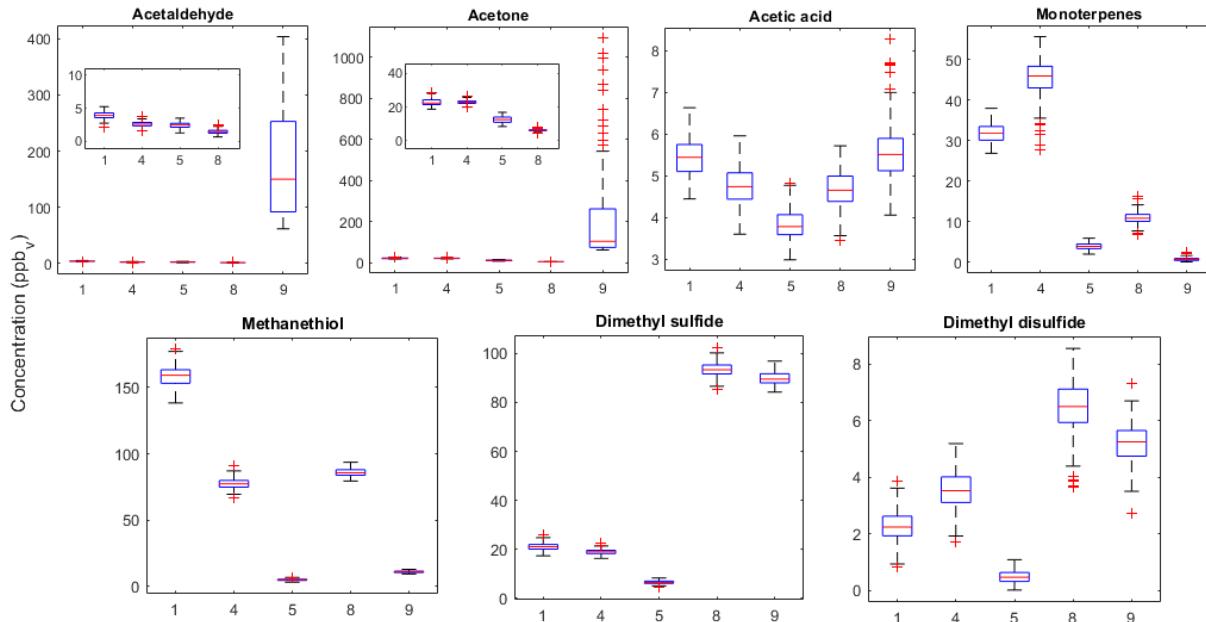 Acetaldehyde
400
300
200
100
0
10
5
0
1 4 5 8
1 4 5 8 9
Acetone
1000
800
600
400
200
0
40
20
0
1 4 5 8
1 4 5 8 9
Acetic acid
8
7
6
5
4
3
1 4 5 8 9
Monoterpenes
50
40
30
20
10
0
1 4 5 8 9
Concentration (ppbv)
Methanethiol
150
100
50
0
1 4 5 8 9
Dimethyl sulfide
100
80
60
40
20
0
1 4 5 8 9
Dimethyl disulfide
8
6
4
2
0
1 4 5 8 9